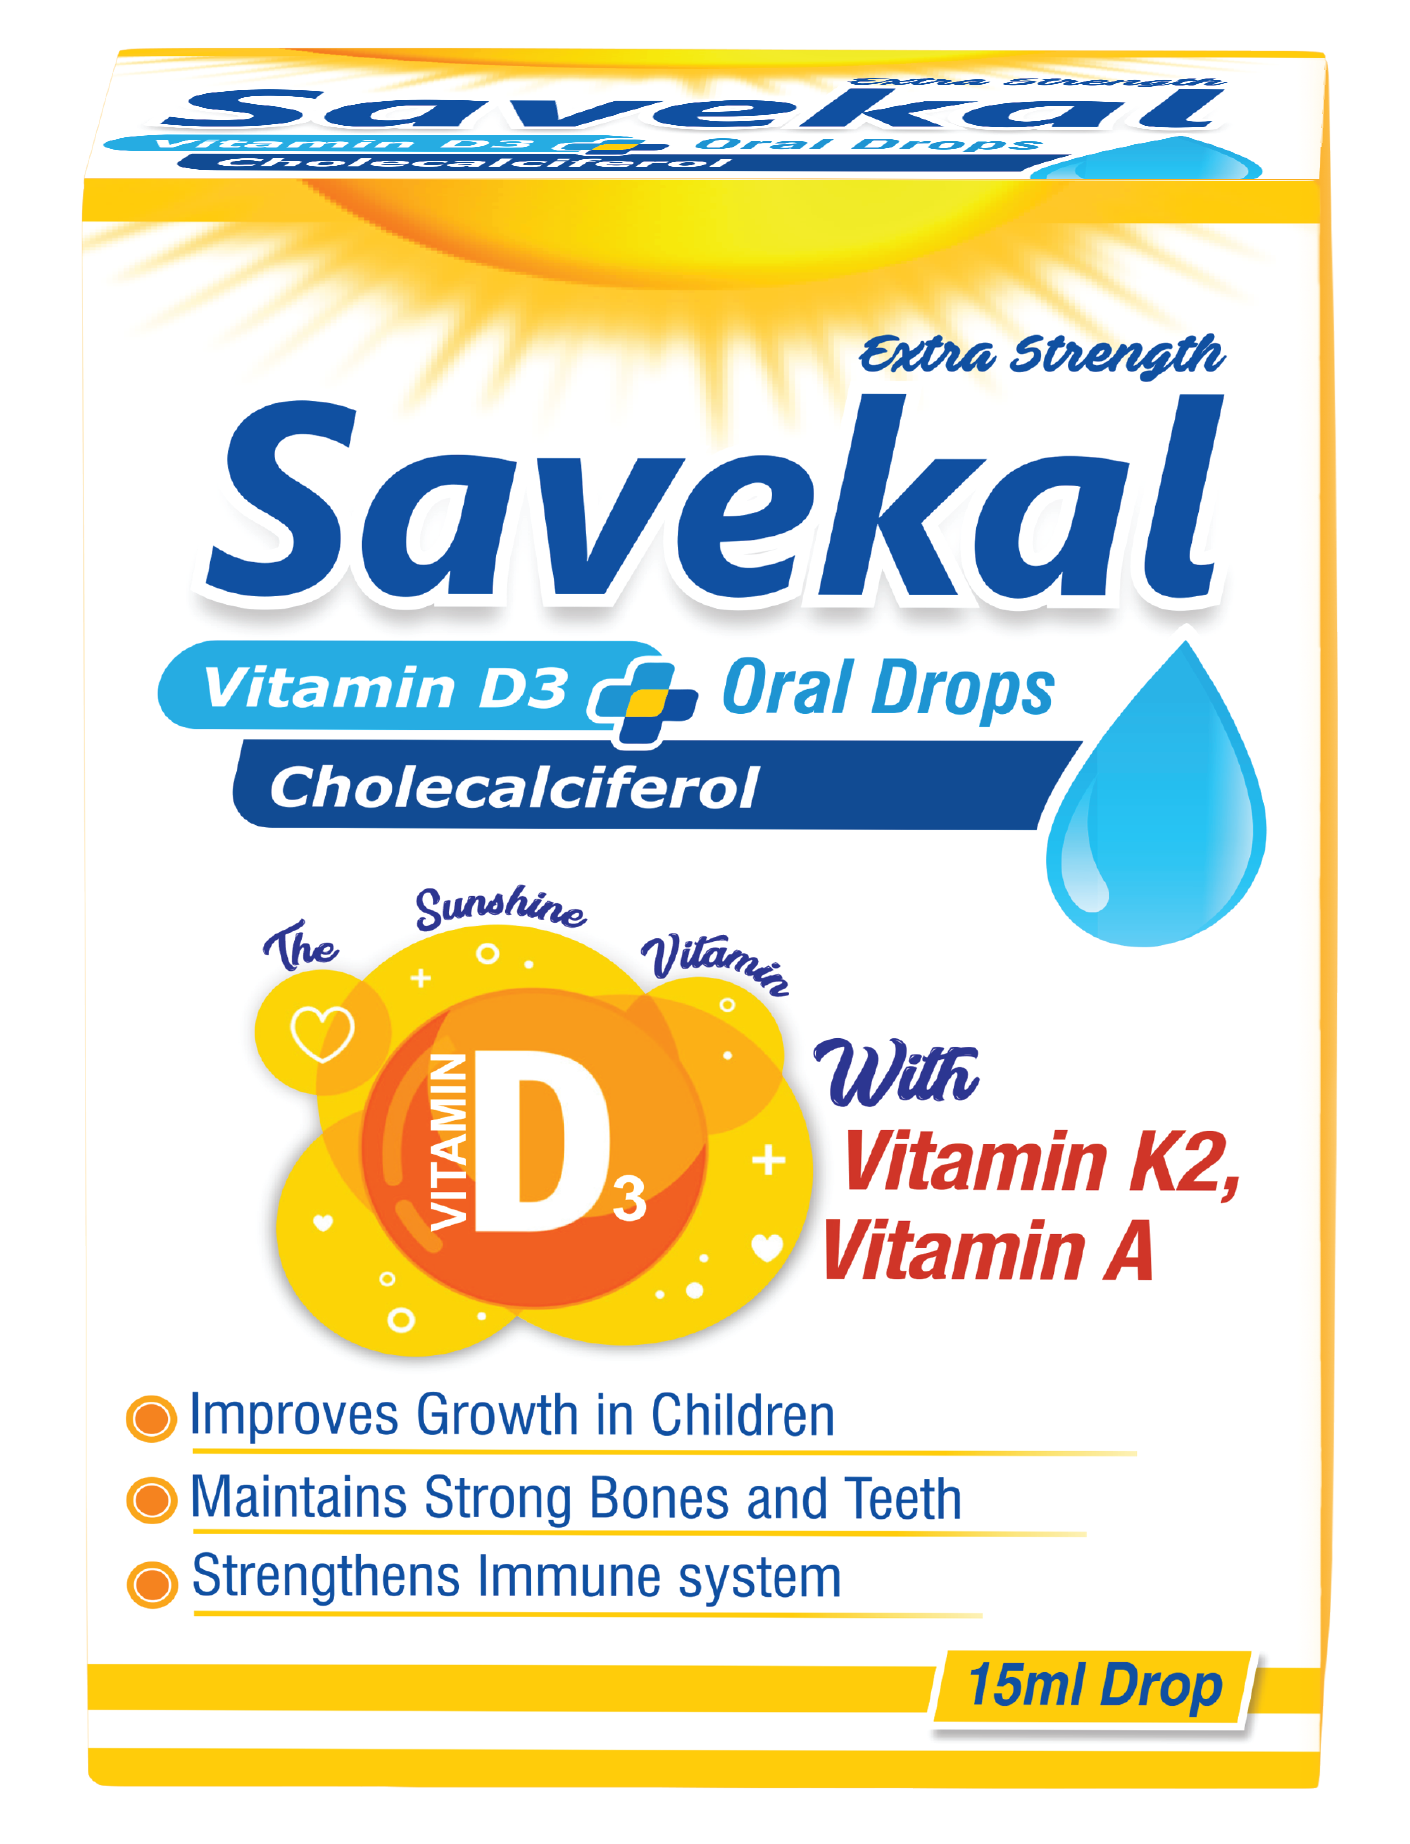 Extra Strength
Savekal
Vitamin D3 Oral Drops
Cholecalciferol
Extra Strength
Savekal
Vitamin D3 Oral Drops
Cholecalciferol
The Sunshine Vitamin
VITAMIN D3
With
Vitamin K2,
Vitamin A
Improves Growth in Children
Maintains Strong Bones and Teeth
Strengthens Immune system
15ml Drop